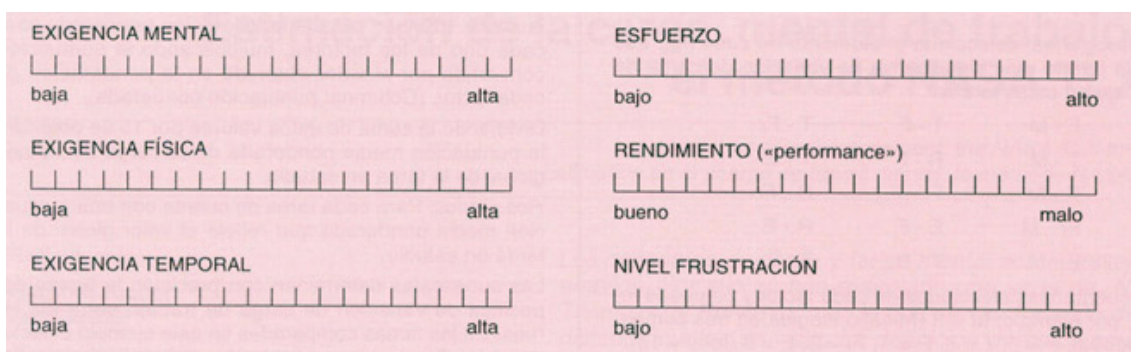 EXIGENCIA MENTAL
baja alta
EXIGENCIA FÍSICA
baja alta
EXIGENCIA TEMPORAL
baja alta
ESFUERZO
bajo alto
RENDIMIENTO («performance»)
bueno malo
NIVEL FRUSTRACIÓN
bajo alto